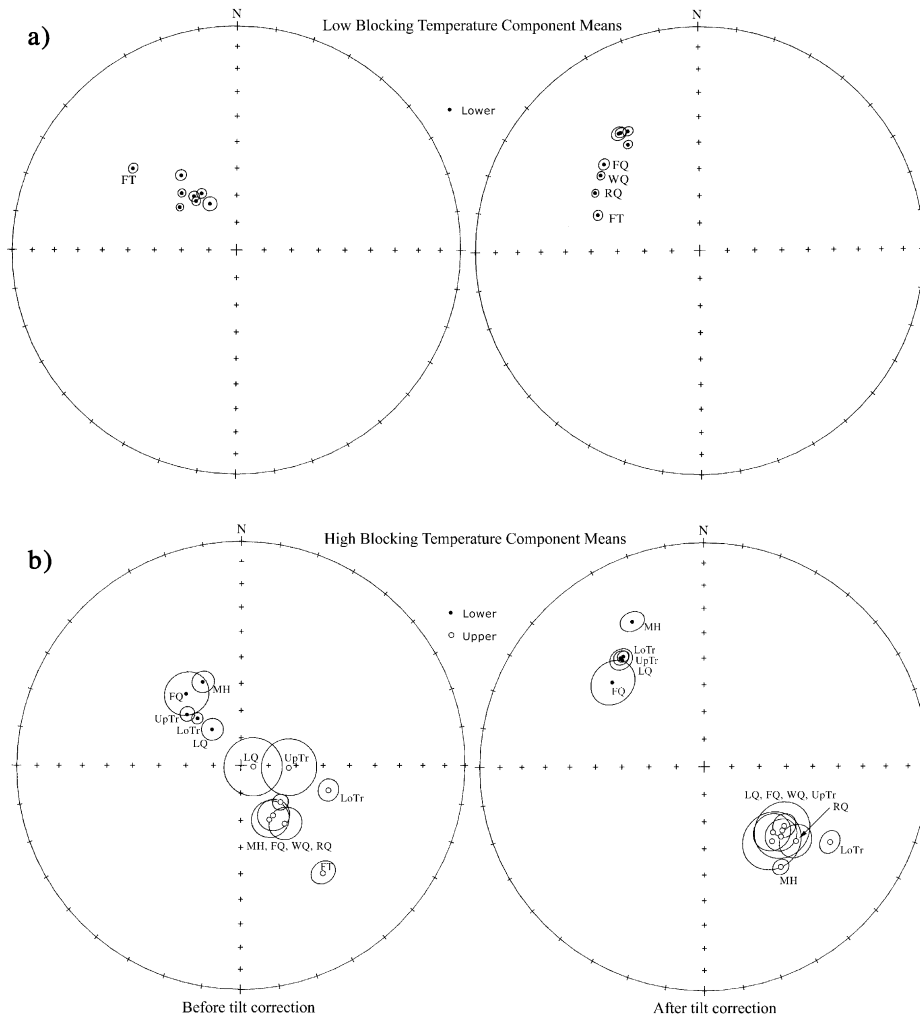 a)
Low Blocking Temperature Component Means
N
N
Lower
FT
FQ
WQ
RQ
FT
b)
High Blocking Temperature Component Means
N
N
Lower
Upper
FQ
MH
UpTr
LoTr
LQ
LQ
UpTr
LoTr
MH, FQ, WQ, RQ
FT
MH
LoTr
UpTr
LQ
FQ
LQ, FQ, WQ, UpTr
RQ
LoTr
MH
Before tilt correction
After tilt correction